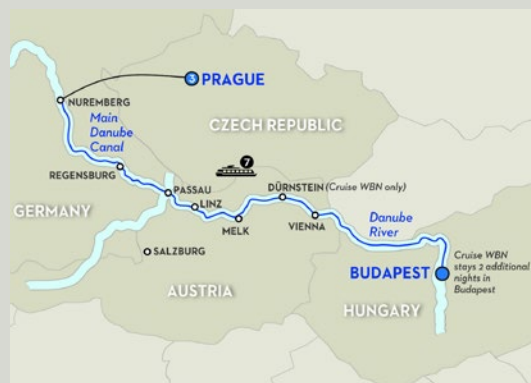 3
PRAGUE
NUREMBERG
Main
Danube
Canal
CZECH REPUBLIC
REGENSBURG
7
PASSAU
DÜRNSTEIN (Cruise WBN only)
LINZ
GERMANY
MELK
VIENNA
Danube
River
SALZBURG
Cruise WBN
stays 2 additional
nights in
Budapest
BUDAPEST
AUSTRIA
HUNGARY